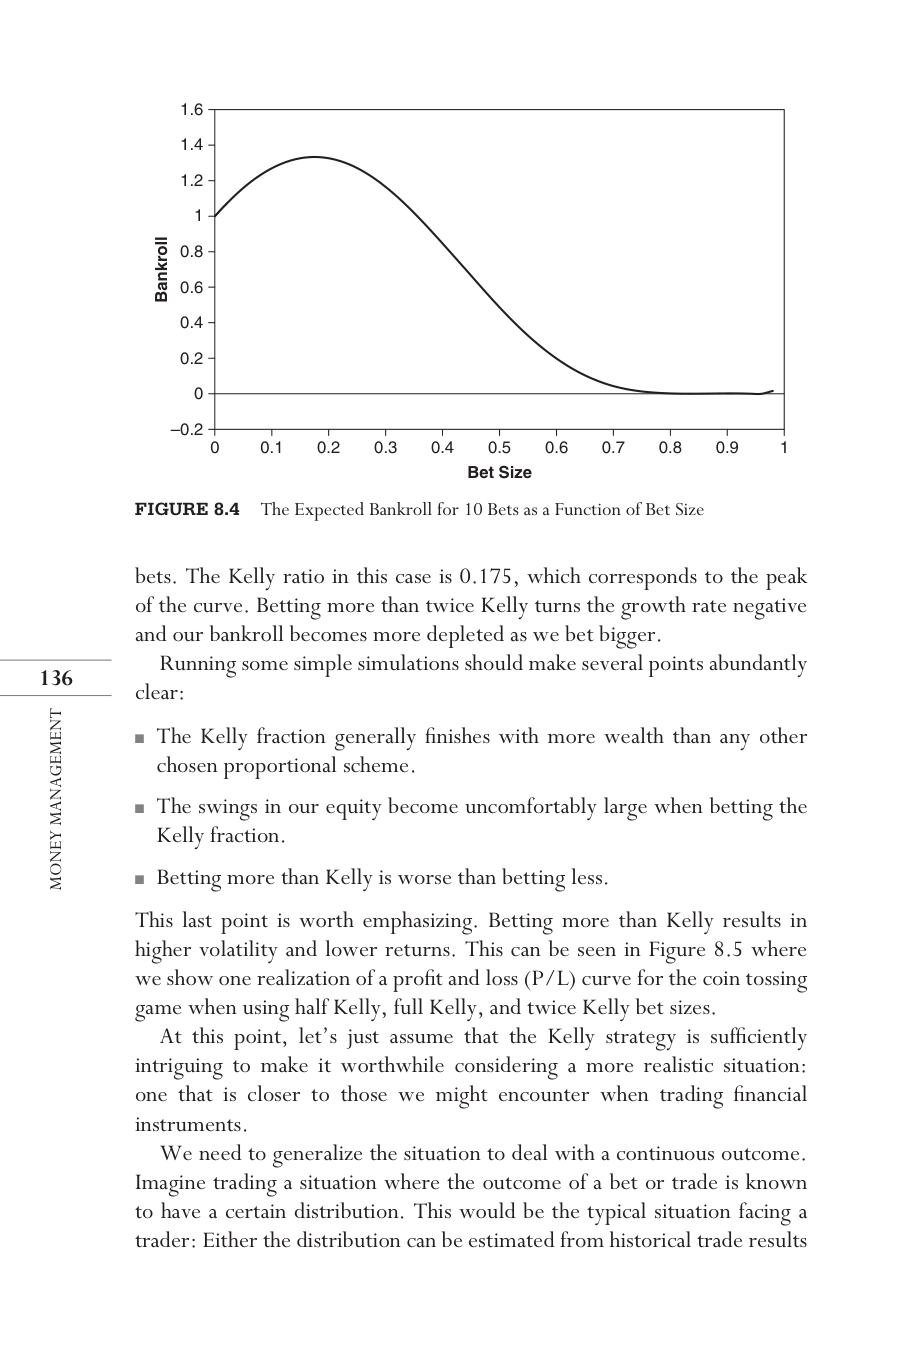 1.6
1.4
1.2
1
0.8
0.6
0.4
0.2
0
–0.2
Bankroll
0 0.1 0.2 0.3 0.4 0.5 0.6 0.7 0.8 0.9 1
Bet Size
FIGURE 8.4 The Expected Bankroll for 10 Bets as a Function of Bet Size
bets. The Kelly ratio in this case is 0.175, which corresponds to the peak
of the curve. Betting more than twice Kelly turns the growth rate negative
and our bankroll becomes more depleted as we bet bigger.
Running some simple simulations should make several points abundantly
clear:
■ The Kelly fraction generally finishes with more wealth than any other
chosen proportional scheme.
■ The swings in our equity become uncomfortably large when betting the
Kelly fraction.
■ Betting more than Kelly is worse than betting less.
This last point is worth emphasizing. Betting more than Kelly results in
higher volatility and lower returns. This can be seen in Figure 8.5 where
we show one realization of a profit and loss (P/L) curve for the coin tossing
game when using half Kelly, full Kelly, and twice Kelly bet sizes.
At this point, let's just assume that the Kelly strategy is sufficiently
intriguing to make it worthwhile considering a more realistic situation:
one that is closer to those we might encounter when trading financial
instruments.
We need to generalize the situation to deal with a continuous outcome.
Imagine trading a situation where the outcome of a bet or trade is known
to have a certain distribution. This would be the typical situation facing a
trader: Either the distribution can be estimated from historical trade results
136
MONEY MANAGEMENT